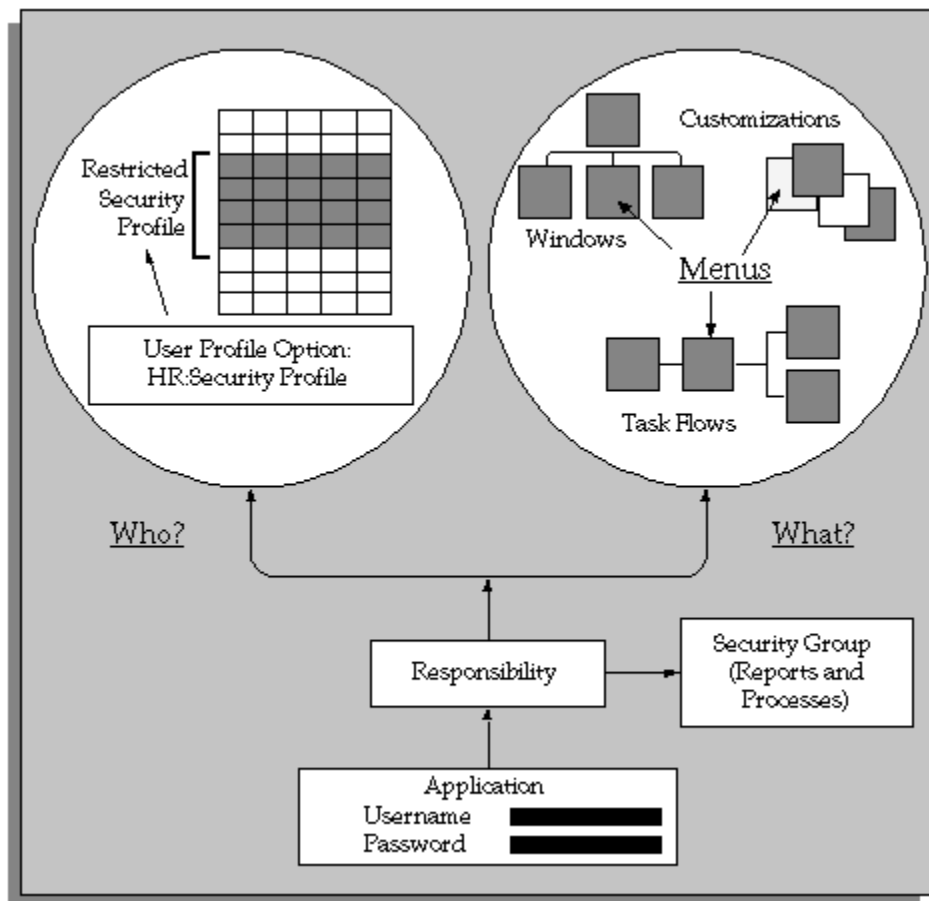 Restricted
Security
Profile
User Profile Option:
HR:Security Profile
Customizations
Windows
Menus
Task Flows
Who?
What?
Responsibility
Security Group
(Reports and
Processes)
Application
Username
Password